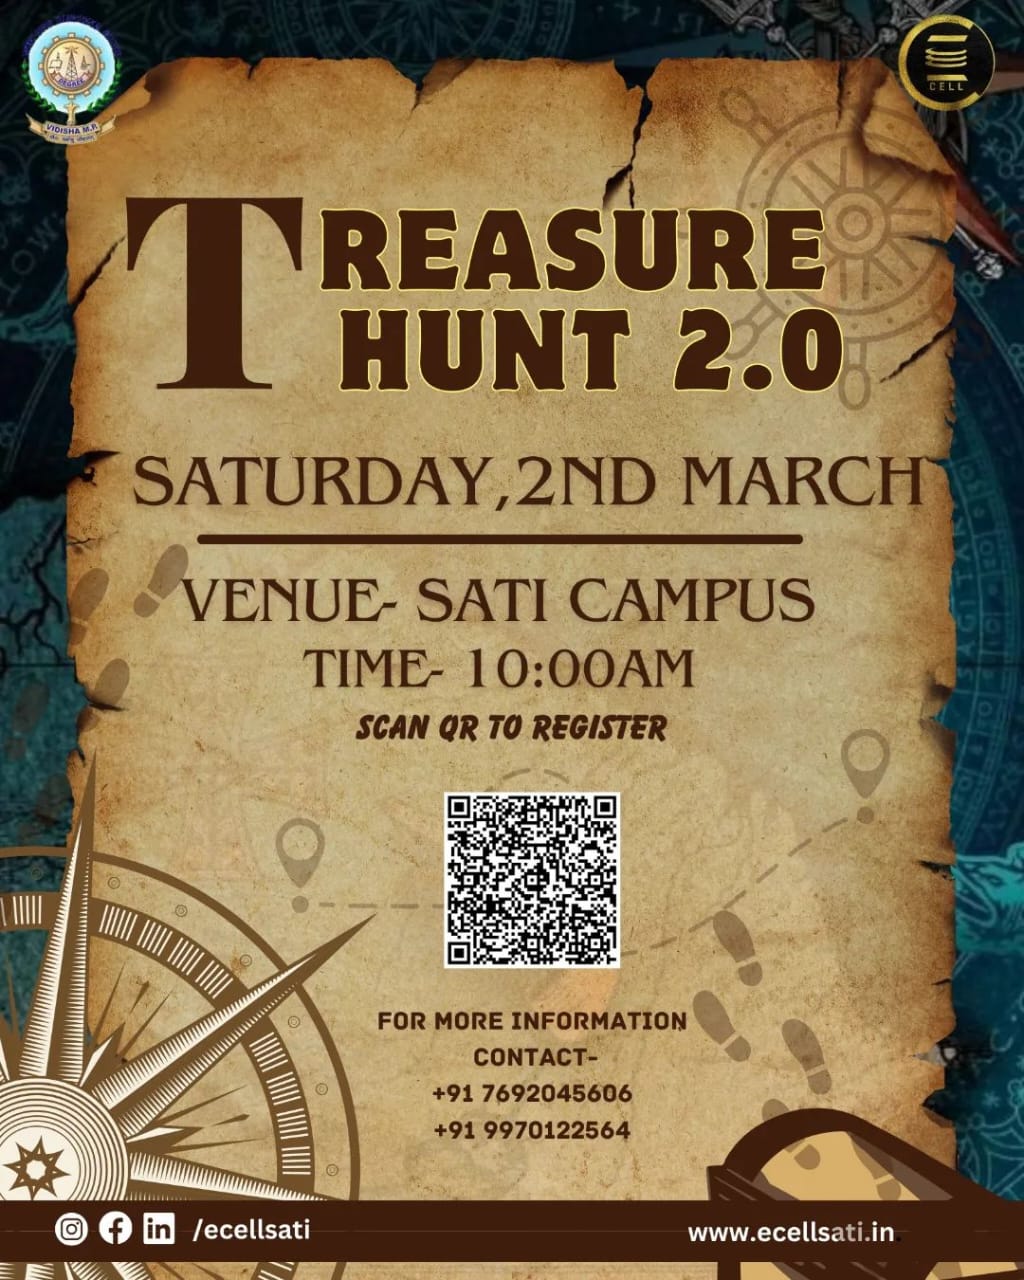 DEGREE
VIDISHA M.P.
CELL
TREASURE
HUNT 2.0
SATURDAY,2ND MARCH
VENUE- SATI CAMPUS
TIME- 10:00AM
SCAN QR TO REGISTER
FOR MORE INFORMATION
CONTACT-
+91 7692045606
+91 9970122564
/ecellsati
www.ecellsati.in.